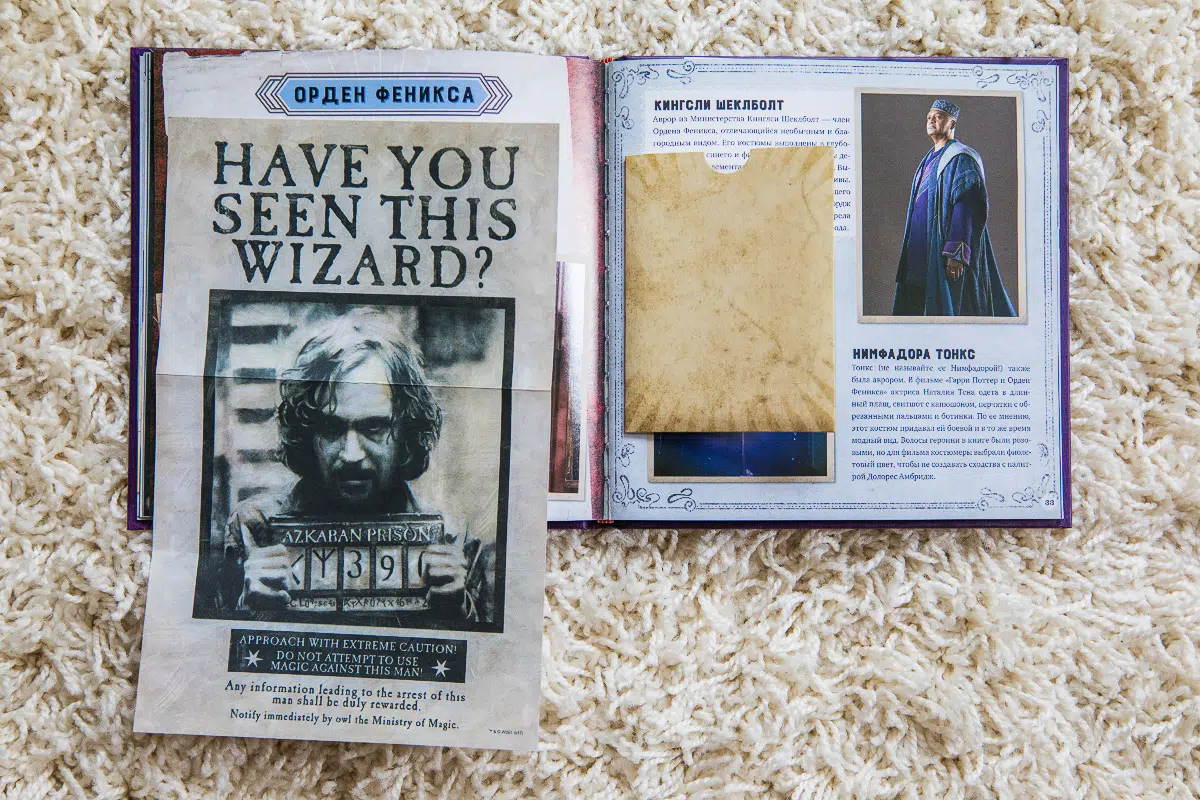 ОРДЕН ФЕНИКСА
HAVE YOU
SEEN THIS
WIZARD?
AZKABAN PRISON
390
APPROACH WITH EXTREME CAUTION!
DO NOT ATTEMPT TO USE
MAGIC AGAINST THIS MAN!
Any information leading to the arrest of this
man shall be duly rewarded.
Notify immediately by owl the Ministry of Magic.
КИНГСЛИ ШЕКЛБОЛТ
Аврор из Министерства Кингсли Шеклболт — член
Ордена Феникса, отличающийся необычным и бла-
городным видом. Его костюмы выполнены в глубо-
синего и
НИМФАДОРА ТОНКС
Тонкс (не называйте ее Нимфадорой!) также
была аврором. В фильме «Гарри Поттер и Орден
Феникса» актриса Наталия Тена одета в длин-
ный плащ, свитшот с капюшоном, перчатки с об-
резанными пальцами и ботинки. По ее мнению,
этот костюм придавал ей боевой и в то же время
модный вид. Волосы героини в книге были розо-
выми, но для фильма костюмеры выбрали фиоле-
товый цвет, чтобы не создавать сходства с палит-
рой Долорес Амбридж.
33